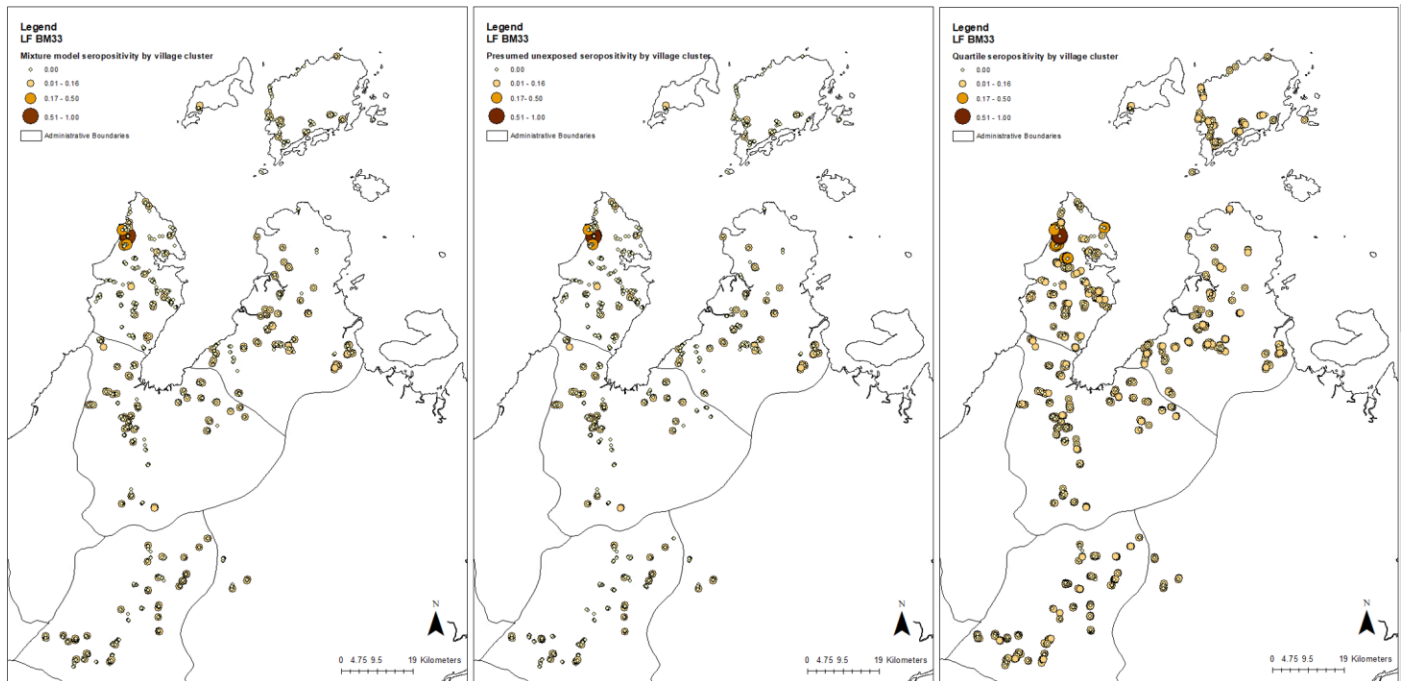 Legend
LF BM33
Mixture model seropositivity by village cluster
0.00
0.01 - 0.16
0.17 - 0.50
0.51 - 1.00
Administrative Boundaries
N
0 4.75 9.5 19 Kilometers
Legend
LF BM33
Presumed unexposed seropositivity by village cluster
0.00
0.01 - 0.16
0.17- 0.50
0.51 - 1.00
Administrative Boundaries
N
0 4.75 9.5 19 Kilometers
Legend
LF BM33
Quartile seropositivity by village cluster
0.00
0.01 - 0.16
0.17 - 0.50
0.51 - 1.00
Administrative Boundaries
N
0 4.75 9.5 19 Kilometers